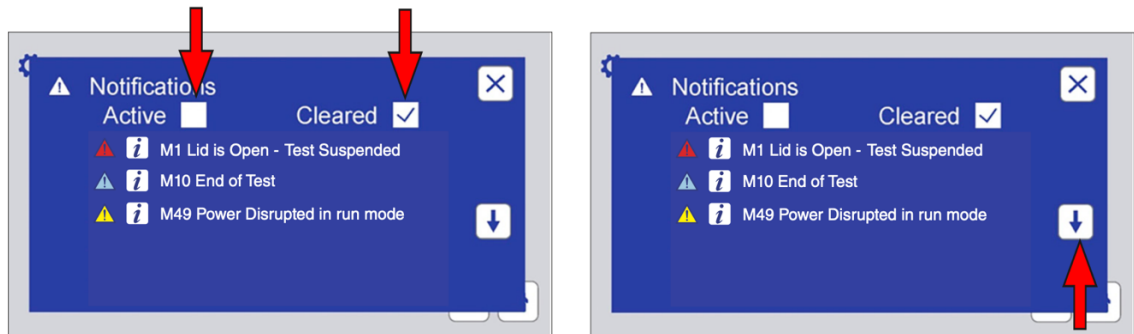 Notifications
Active Cleared
M1 Lid is Open - Test Suspended
M10 End of Test
M49 Power Disrupted in run mode
Notifications
Active Cleared
M1 Lid is Open - Test Suspended
M10 End of Test
M49 Power Disrupted in run mode